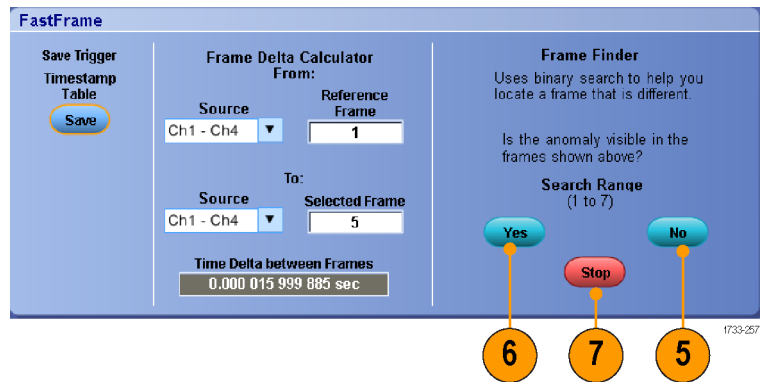 FastFrame
Save Trigger
Timestamp
Table
Save
Frame Delta Calculator
From:
Source
Reference
Frame
Ch1 - Ch4
1
To:
Source
Selected Frame
Ch1 - Ch4
5
Time Delta between Frames
0.000 015 999 885 sec
Frame Finder
Uses binary search to help you
locate a frame that is different.
Is the anomaly visible in the
frames shown above?
Search Range
(1 to 7)
Yes
No
Stop
6
7
5
1733-257